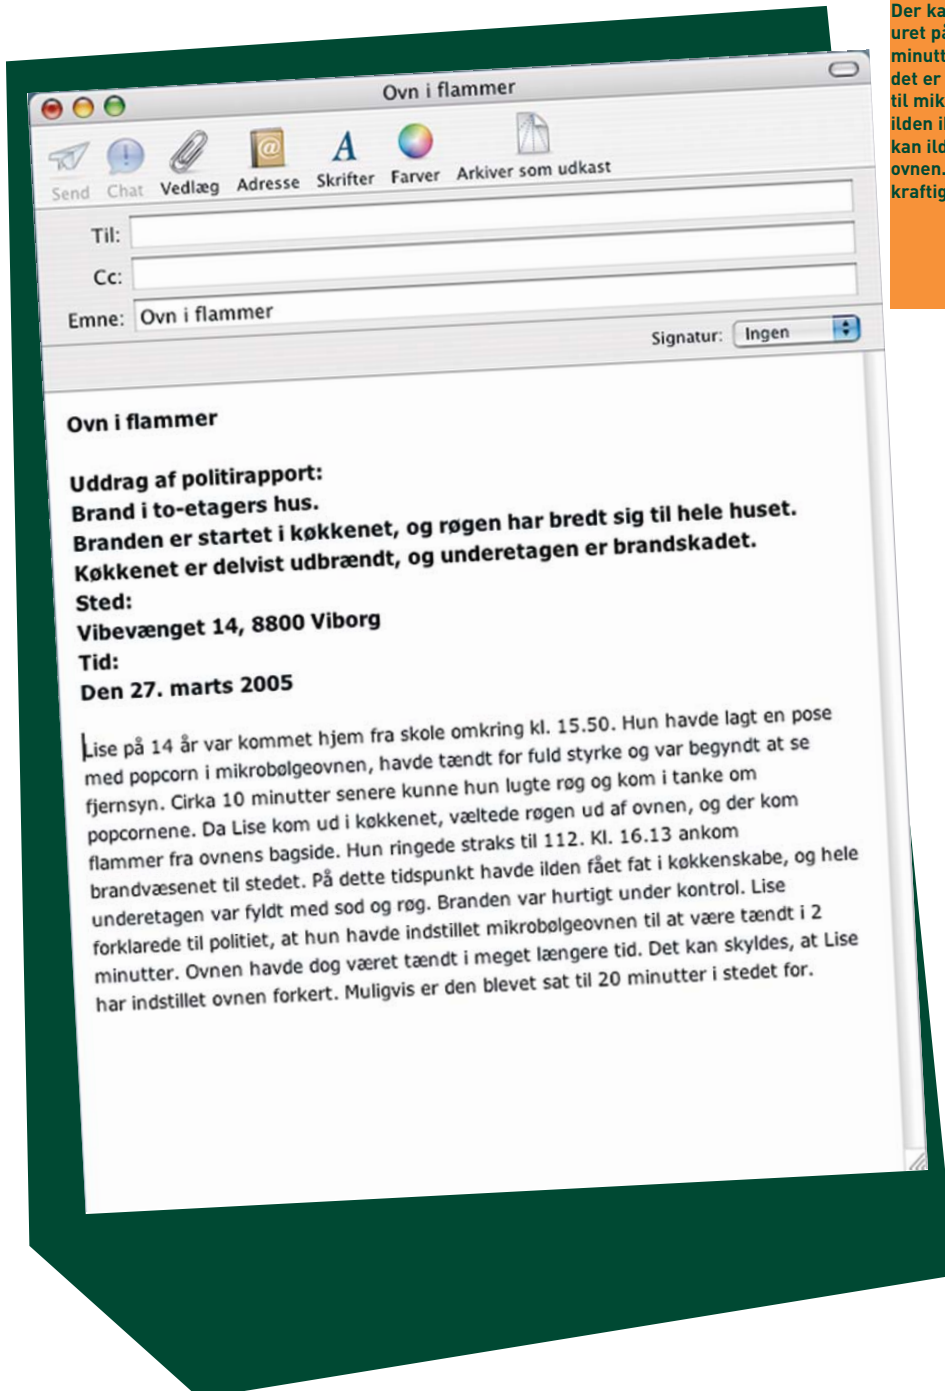 Ovn i flammer
Send Chat Vedlæg Adresse Skrifter Farver Arkiver som udkast
Til:
Cc:
Emne: Ovn i flammer
Signatur: Ingen
Ovn i flammer
Uddrag af politirapport:
Brand i to-etagers hus.
Branden er startet i køkkenet, og røgen har bredt sig til hele huset.
Køkkenet er delvist udbrændt, og underetagen er brandskadet.
Sted:
Vibevænget 14, 8800 Viborg
Tid:
Den 27. marts 2005
Lise på 14 år var kommet hjem fra skole omkring kl. 15.50. Hun havde lagt en pose
med popcorn i mikrobølgeovnen, havde tændt for fuld styrke og var begyndt at se
fjernsyn. Cirka 10 minutter senere kunne hun lugte røg og kom i tanke om
popcornene. Da Lise kom ud i køkkenet, væltede røgen ud af ovnen, og der kom
flammer fra ovnens bagside. Hun ringede straks til 112. Kl. 16.13 ankom
brandvæsenet til stedet. På dette tidspunkt havde ilden fået fat i køkkenskabe, og hele
underetagen var fyldt med sod og røg. Branden var hurtigt under kontrol. Lise
forklarede til politiet, at hun havde indstillet mikrobølgeovnen til at være tændt i 2
minutter. Ovnen havde dog været tændt i meget længere tid. Det kan skyldes, at Lise
har indstillet ovnen forkert. Muligvis er den blevet sat til 20 minutter i stedet for.
Der
uret
det er
til
ilden
kan
ovnen.